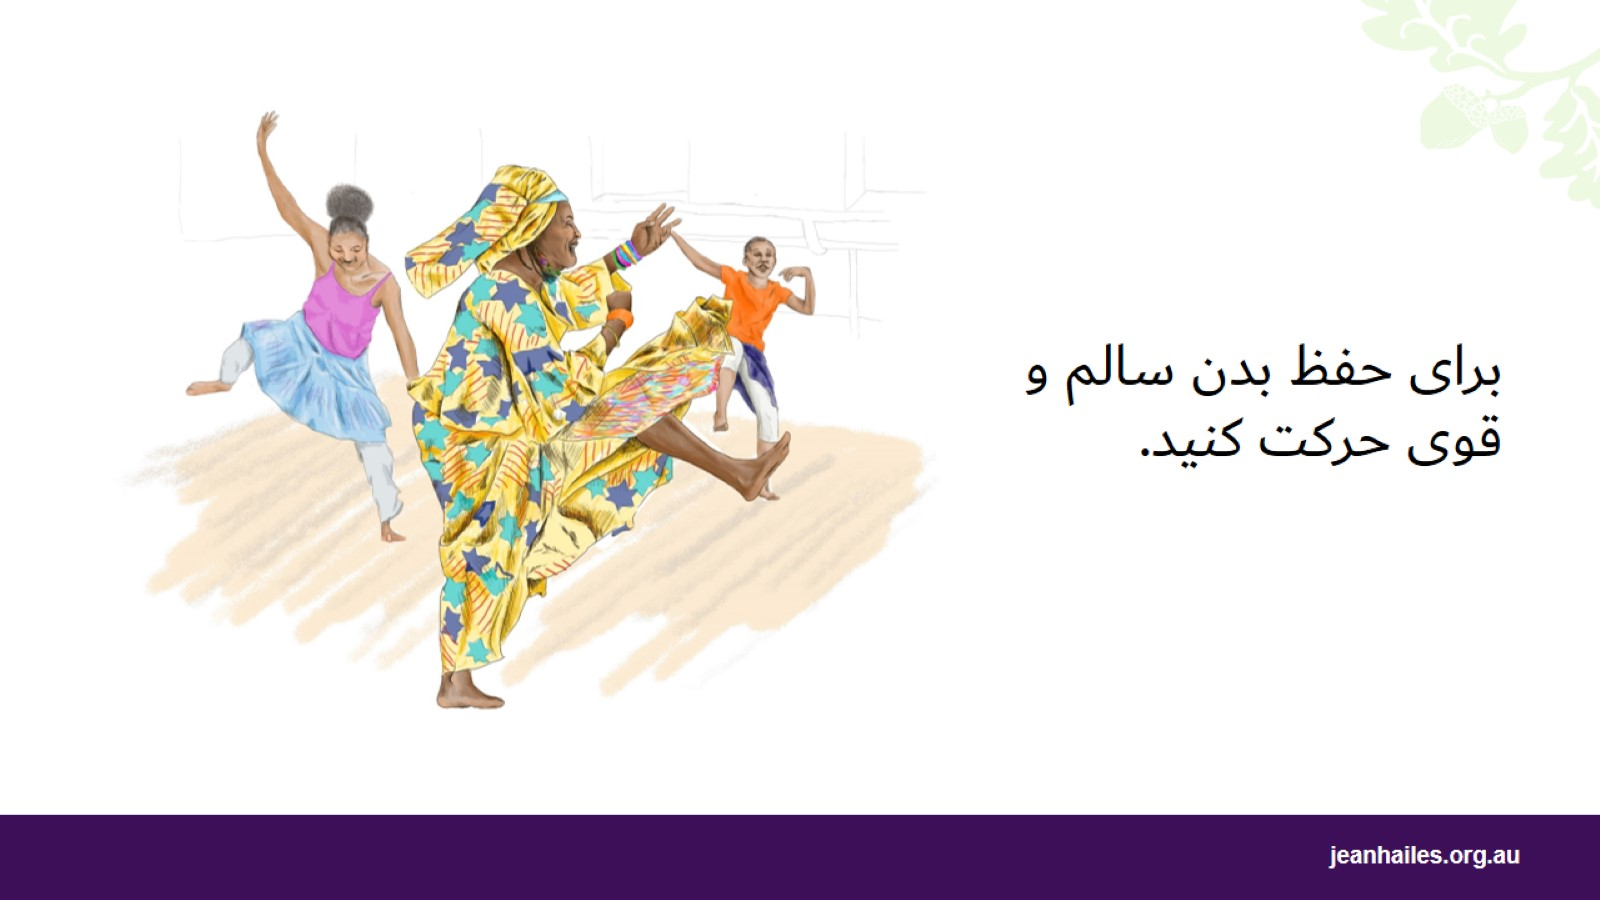 برای حفظ بدن سالم و
قوی حرکت کنید.
jeanhailes.org.au